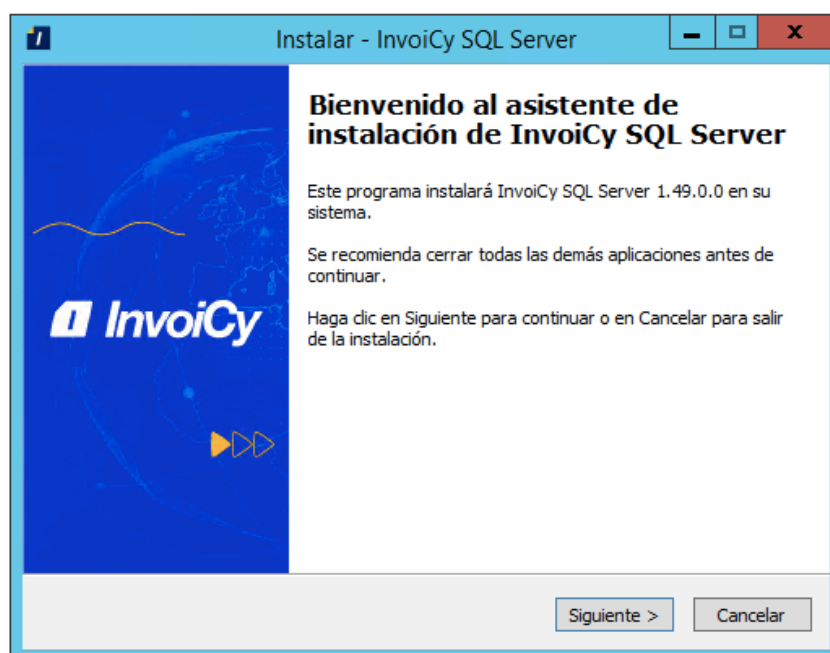 Instalar - InvoiCy SQL Server
Bienvenido al asistente de
instalación de InvoiCy SQL Server
Este programa instalará InvoiCy SQL Server 1.49.0.0 en su
sistema.
Se recomienda cerrar todas las demás aplicaciones antes de
continuar.
Haga clic en Siguiente para continuar o en Cancelar para salir
de la instalación.
InvoiCy
Siguiente >
Cancelar